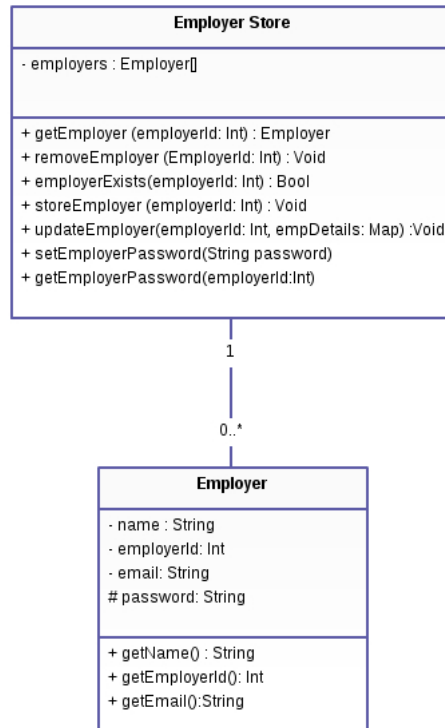 Employer Store
- employers : Employer[]
+ getEmployer (employerId: Int) : Employer
+ removeEmployer (EmployerId: Int) : Void
+ employerExists(employerId: Int) : Bool
+ storeEmployer (employerId: Int) : Void
+ updateEmployer(employerId: Int, empDetails: Map) :Void
+ setEmployerPassword(String password)
+ getEmployerPassword(employerId:Int)
1
0..*
Employer
- name : String
- employerId: Int
- email: String
# password: String
+ getName() : String
+ getEmployerId(): Int
+ getEmail():String